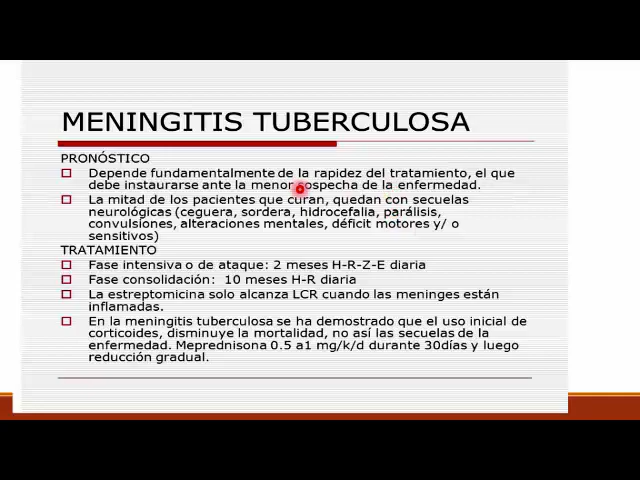 MENINGITIS TUBERCULOSA
PRONÓSTICO
Depende fundamentalmente de la rapidez del tratamiento, el que
debe instaurarse ante la menor sospecha de la enfermedad.
La mitad de los pacientes que curan, quedan con secuelas
neurológicas (ceguera, sordera, hidrocefalia, parálisis,
convulsiones, alteraciones mentales, déficit motores y/ o
sensitivos)
TRATAMIENTO
Fase intensiva o de ataque: 2 meses H-R-Z-E diaria
Fase consolidación: 10 meses H-R diaria
La estreptomicina solo alcanza LCR cuando las meninges están
inflamadas.
En la meningitis tuberculosa se ha demostrado que el uso inicial de
corticoides, disminuye la mortalidad, no así las secuelas de la
enfermedad. Meprednisona 0.5 a1 mg/k/d durante 30días y luego
reducción gradual.